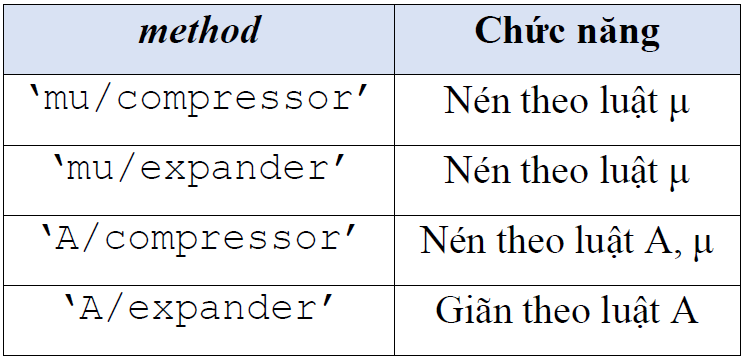 method Chức năng
‘mu/compressor’ Nén theo luật μ
‘mu/expander’ Nén theo luật μ
‘A/compressor’ Nén theo luật A, μ
‘A/expander’ Giãn theo luật A